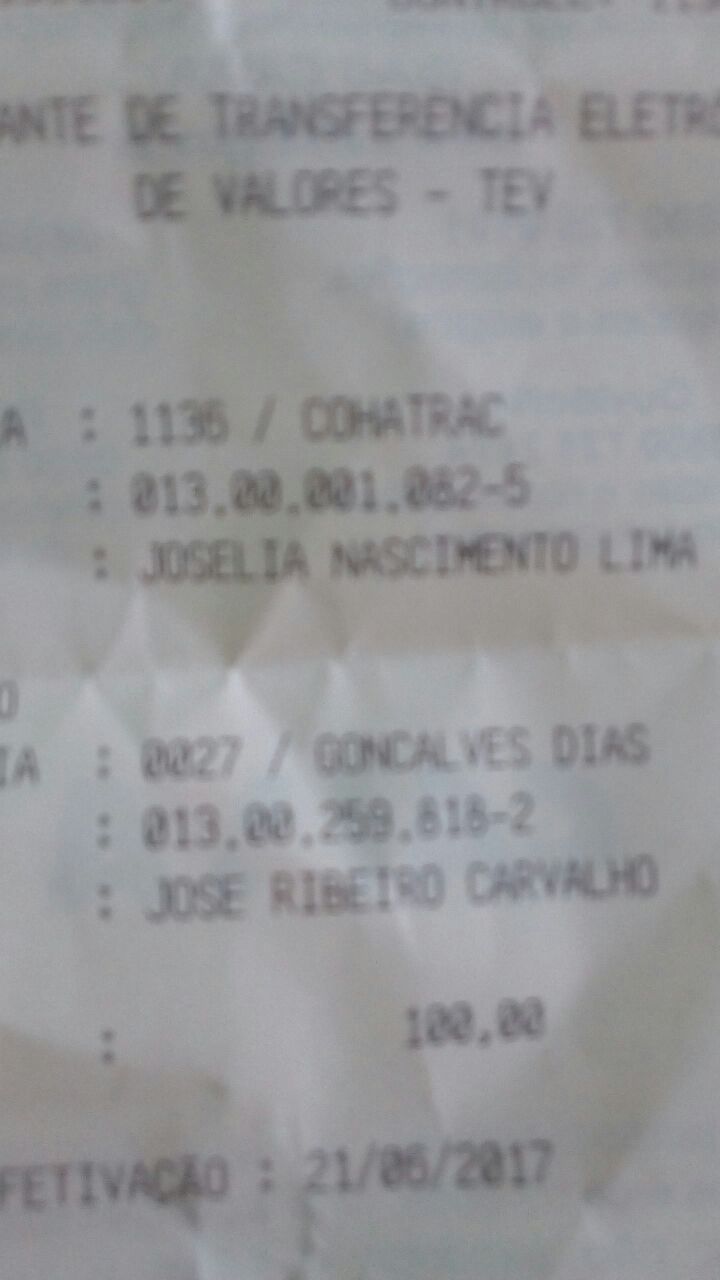 ANTE DE TRANSFERENCIA ELETR
DE VALORES - TEV
A : 1136 / COHATRAC
: 013.00.001.082-5
: JOSELIA NASCIMENTO LIMA
O
IA : 0027 / GONCALVES DIAS
: 013.00.259.818-2
: JOSE RIBEIRO CARVALHO
: 100,00
FETIVAÇÃO : 21/06/2017